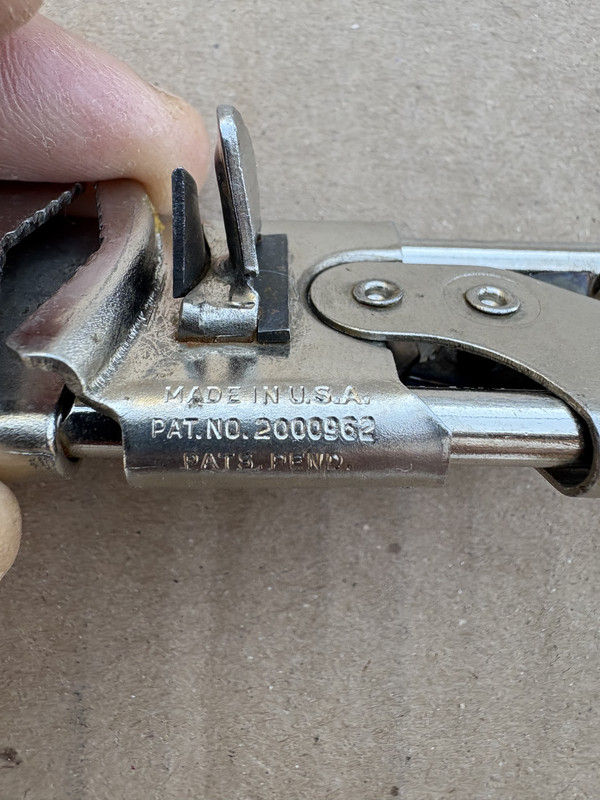 MADE IN U.S.A.
PAT. NO. 2000962
PATS. PEND.